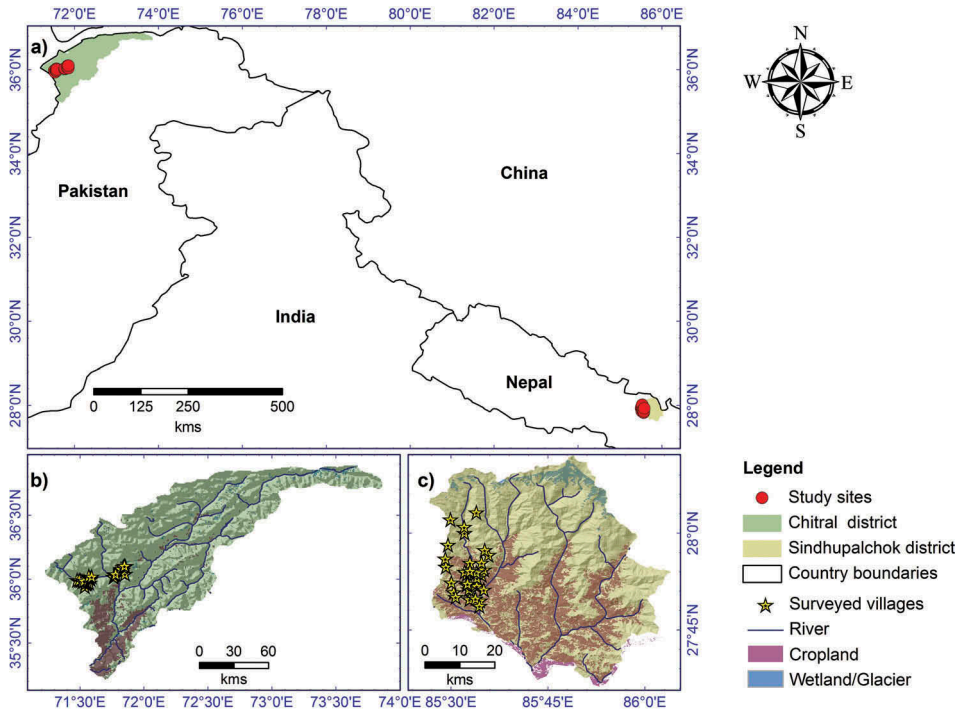 72°0'E 74°0'E 76°0'E 78°0'E 80°0'E 82°0'E 84°0'E 86°0'E
a)
36°0'N 34°0'N 32°0'N 30°0'N 28°0'N
36°0'N 34°0'N 32°0'N 30°0'N 28°0'N
Pakistan
China
India
Nepal
0 125 250 500
kms
N
W E
S
b)
36°30'N
36°0'N
35°30'N
0 30 60
kms
71°30'E 72°0'E 72°30'E 73°0'E 73°30'E 74°0'E
c)
28°0'N
27°45'N
0 10 20
kms
85°30'E 85°45'E 86°0'E
Legend
Study sites
Chitral district
Sindhupalchok district
Country boundaries
Surveyed villages
River
Cropland
Wetland/Glacier